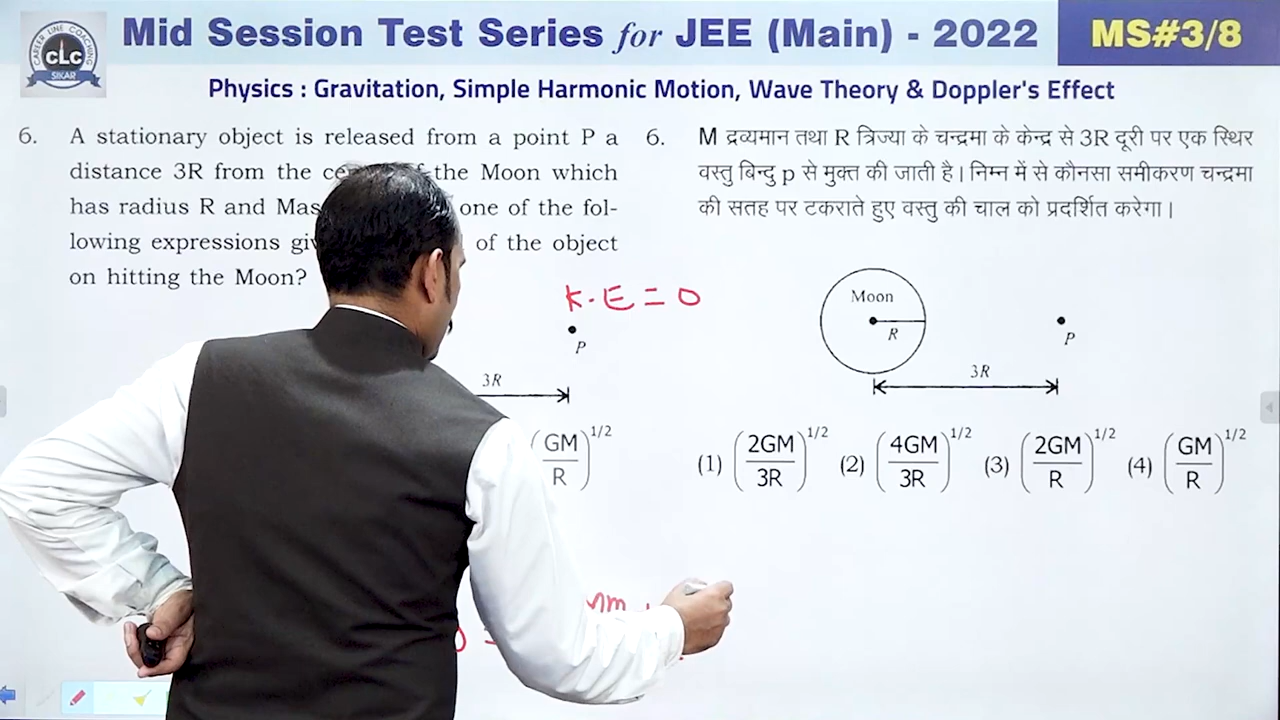 CAREER LINE COACHING
CLC
SIKAR
Mid Session Test Series for JEE (Main) - 2022
MS#3/8
Physics : Gravitation, Simple Harmonic Motion, Wave Theory & Doppler's Effect
6. A stationary object is released from a point P a
distance 3R from the of the Moon which
has radius R and one of the fol-
lowing expressions of the object
on hitting the Moon?
K.E = 0
P
3R
(GM/R)^1/2
6. M द्रव्यमान तथा R त्रिज्या के चन्द्रमा के केन्द्र से 3R दूरी पर एक स्थिर
वस्तु बिन्दु p से मुक्त की जाती है। निम्न में से कौनसा समीकरण चन्द्रमा
की सतह पर टकराते हुए वस्तु की चाल को प्रदर्शित करेगा।
Moon
R
P
3R
(1) (2GM/3R)^1/2 (2) (4GM/3R)^1/2 (3) (2GM/R)^1/2 (4) (GM/R)^1/2